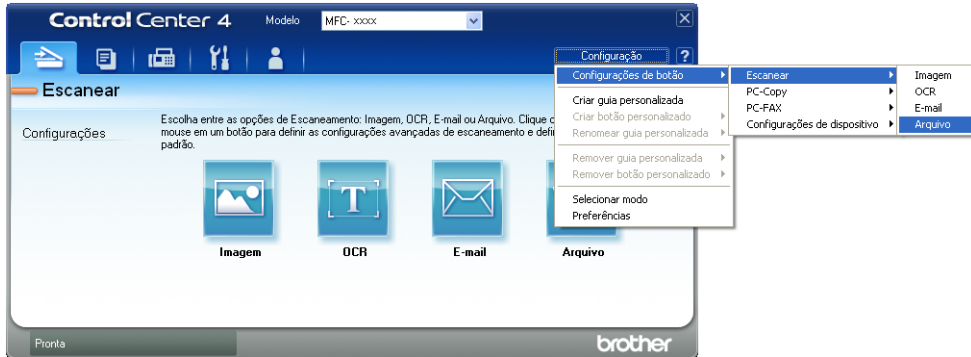 Control Center 4
Modelo
MFC- xxxx
Configuração
?
Configurações de botão
Escanear
Imagem
PC-Copy
OCR
PC-FAX
E-mail
Configurações de dispositivo
Arquivo
Criar guia personalizada
Criar botão personalizado
Renomear guia personalizada
Remover guia personalizada
Remover botão personalizado
Selecionar modo
Preferências
Escanear
Configurações
Escolha entre as opções de Escaneamento: Imagem, OCR, E-mail ou Arquivo. Clique
mouse em um botão para definir as configurações avançadas de escaneamento e
padrão.
Imagem
OCR
E-mail
Arquivo
Pronta
brother